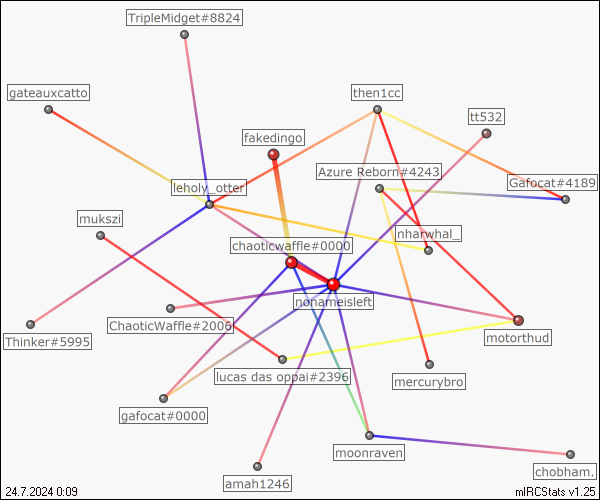 TripleMidget#8824
gateauxcatto
then1cc
tt532
fakedingo
Azure Reborn#4243
leholy_otter
Gafocat#4189
mukszi
nharwhal_
chaoticwaffle#0000
nonameisleft
ChaoticWaffle#2006
Thinker#5995
motorthud
lucas das oppai#2396
mercurybro
gafocat#0000
moonraven
chobham.
amah1246
24.7.2024 0:09
mIRCStats v1.25